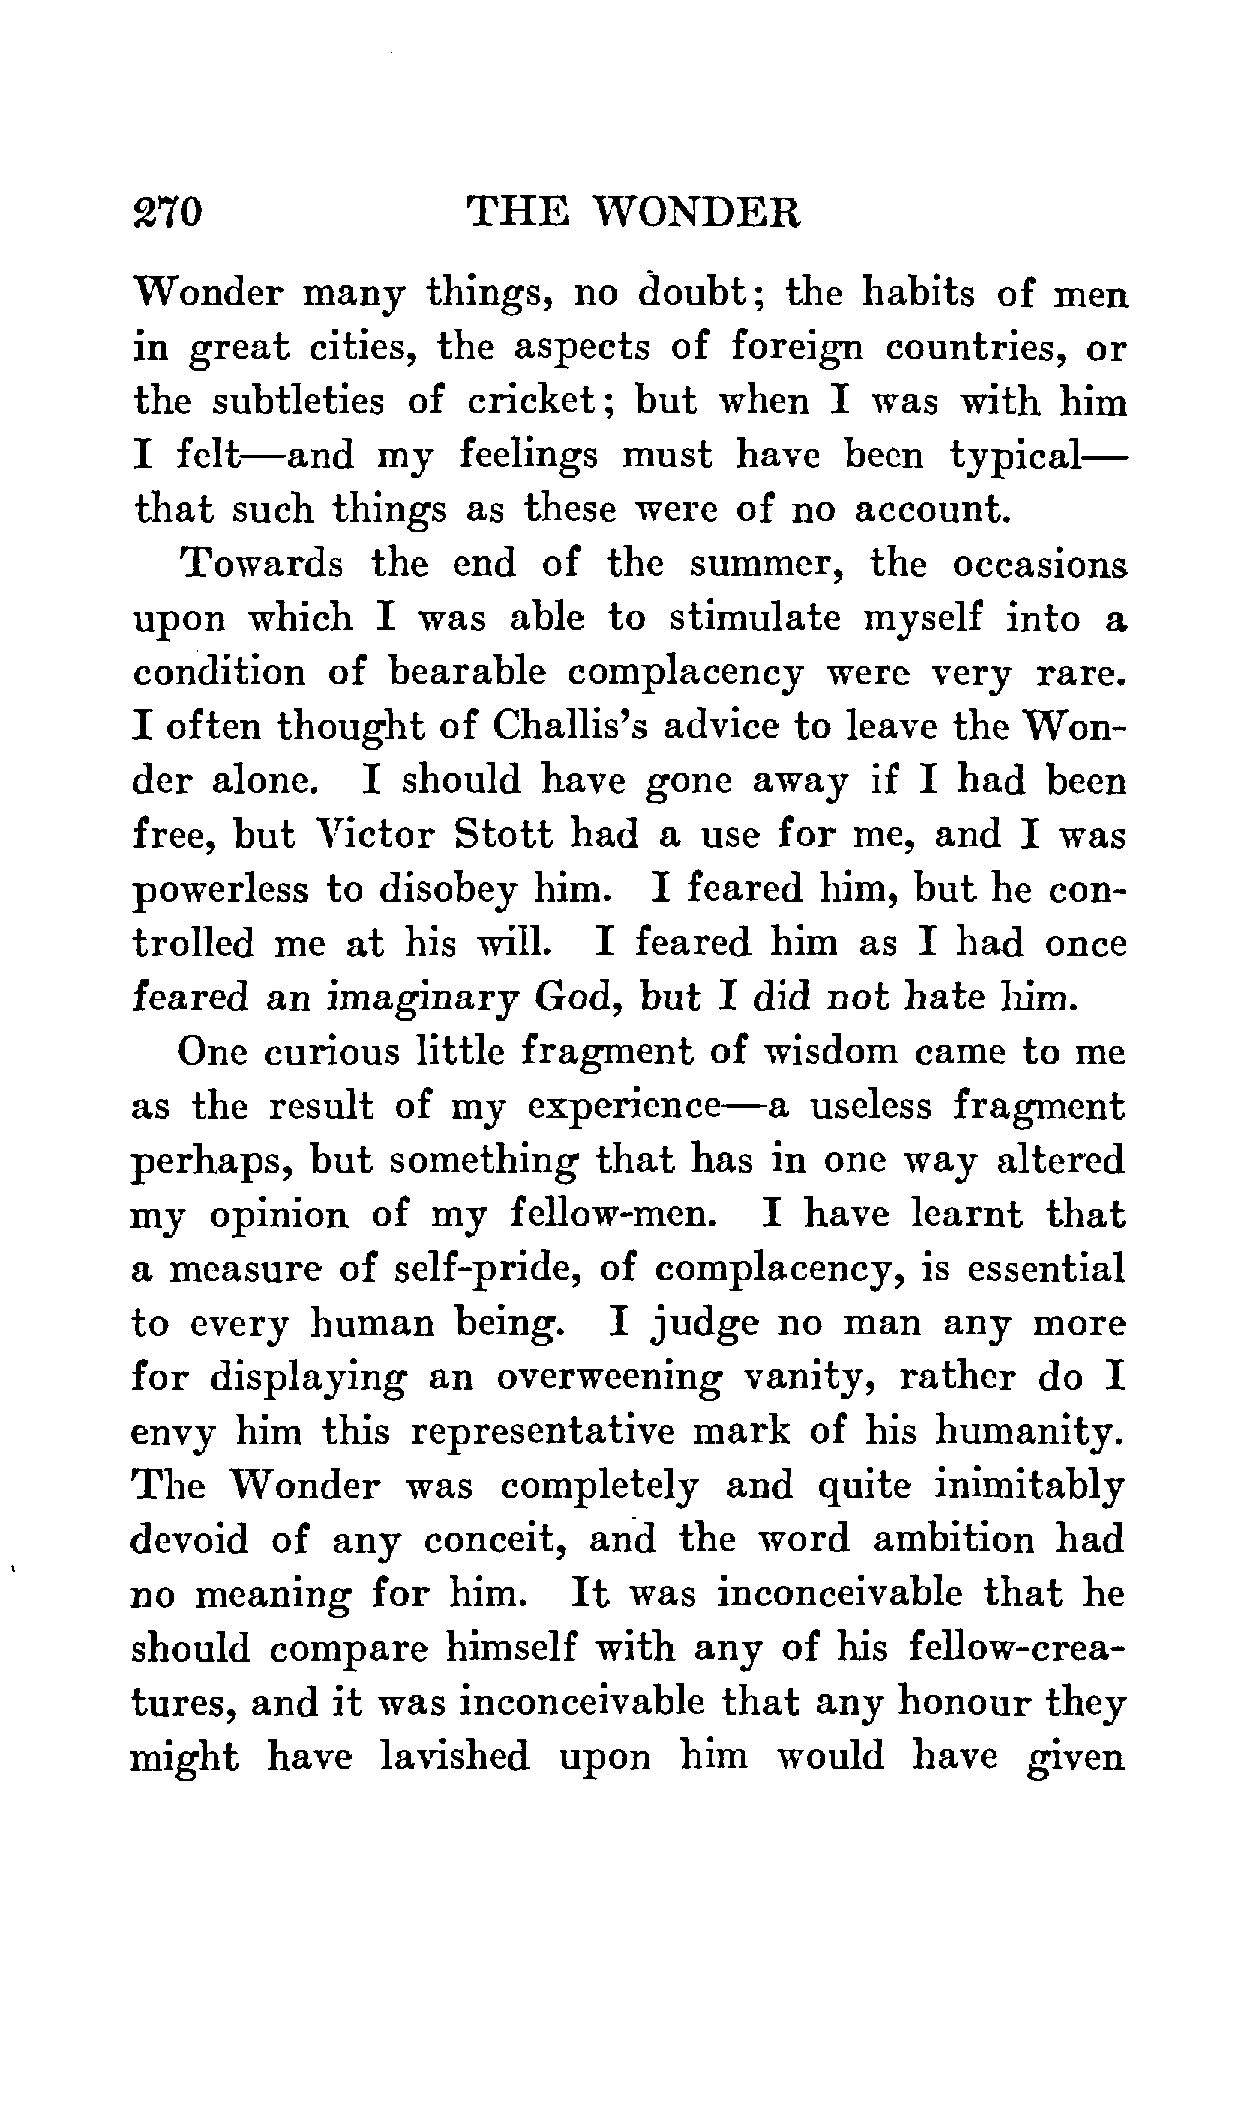 270 THE WONDER
Wonder many things, no doubt; the habits of men
in great cities, the aspects of foreign countries, or
the subtleties of cricket; but when I was with him
I felt—and my feelings must have been typical—
that such things as these were of no account.
Towards the end of the summer, the occasions
upon which I was able to stimulate myself into a
condition of bearable complacency were very rare.
I often thought of Challis's advice to leave the Won-
der alone. I should have gone away if I had been
free, but Victor Stott had a use for me, and I was
powerless to disobey him. I feared him, but he con-
trolled me at his will. I feared him as I had once
feared an imaginary God, but I did not hate him.
One curious little fragment of wisdom came to me
as the result of my experience—a useless fragment
perhaps, but something that has in one way altered
my opinion of my fellow-men. I have learnt that
a measure of self-pride, of complacency, is essential
to every human being. I judge no man any more
for displaying an overweening vanity, rather do I
envy him this representative mark of his humanity.
The Wonder was completely and quite inimitably
devoid of any conceit, and the word ambition had
no meaning for him. It was inconceivable that he
should compare himself with any of his fellow-crea-
tures, and it was inconceivable that any honour they
might have lavished upon him would have given